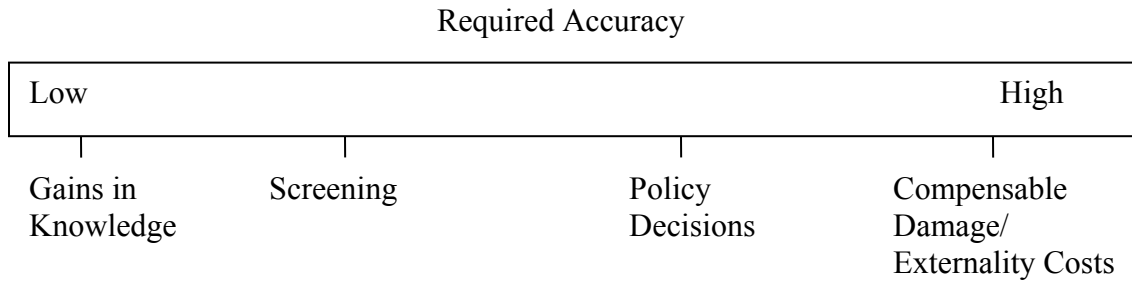 Required Accuracy
Low High
Gains in Knowledge
Screening
Policy Decisions
Compensable Damage/ Externality Costs